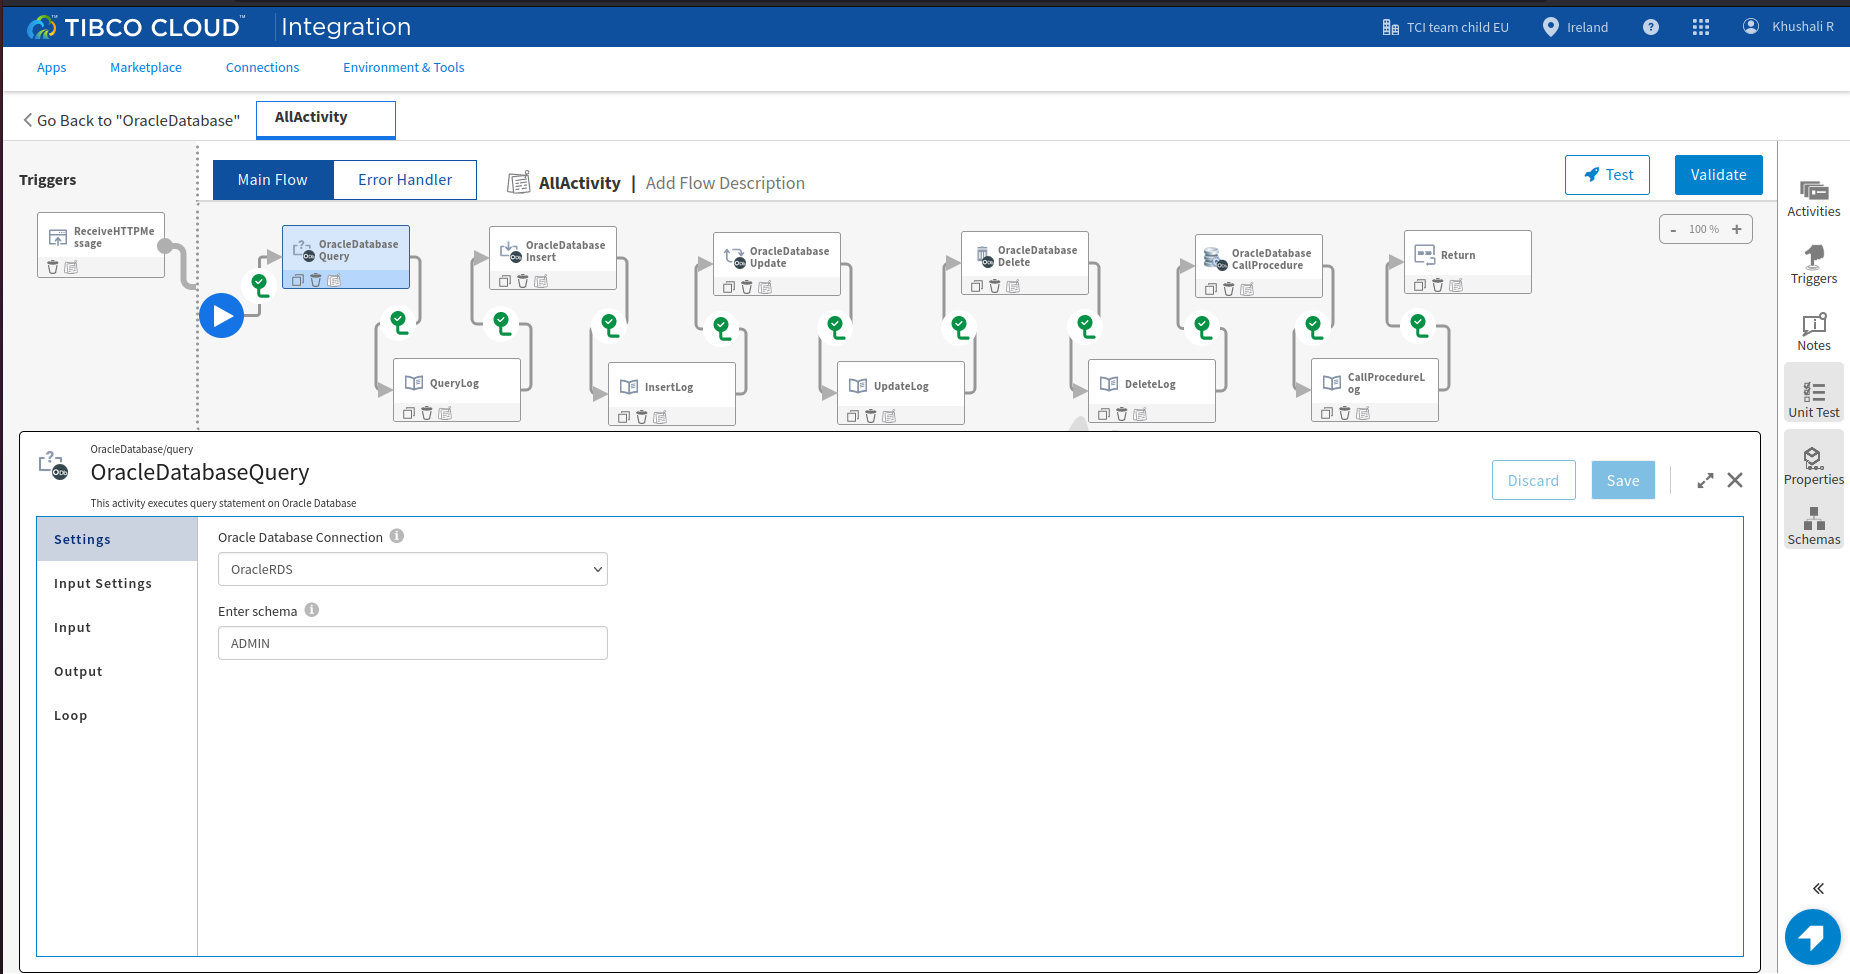 TIBCO CLOUD™ Integration
TCI team child EU
Ireland
?
Khushali R
Apps
Marketplace
Connections
Environment & Tools
Go Back to "OracleDatabase"
AllActivity
Triggers
Main Flow
Error Handler
AllActivity | Add Flow Description
Test
Validate
- 100 % +
ReceiveHTTPMe
ssage
OracleDatabase
Query
OracleDatabase
Insert
OracleDatabase
Update
OracleDatabase
Delete
OracleDatabase
CallProcedure
Return
QueryLog
InsertLog
UpdateLog
DeleteLog
CallProcedureL
og
Activities
Triggers
Notes
Unit Test
Properties
Schemas
OracleDatabase/query
OracleDatabaseQuery
This activity executes query statement on Oracle Database
Discard
Save
Settings
Input Settings
Input
Output
Loop
Oracle Database Connection
OracleRDS
Enter schema
ADMIN